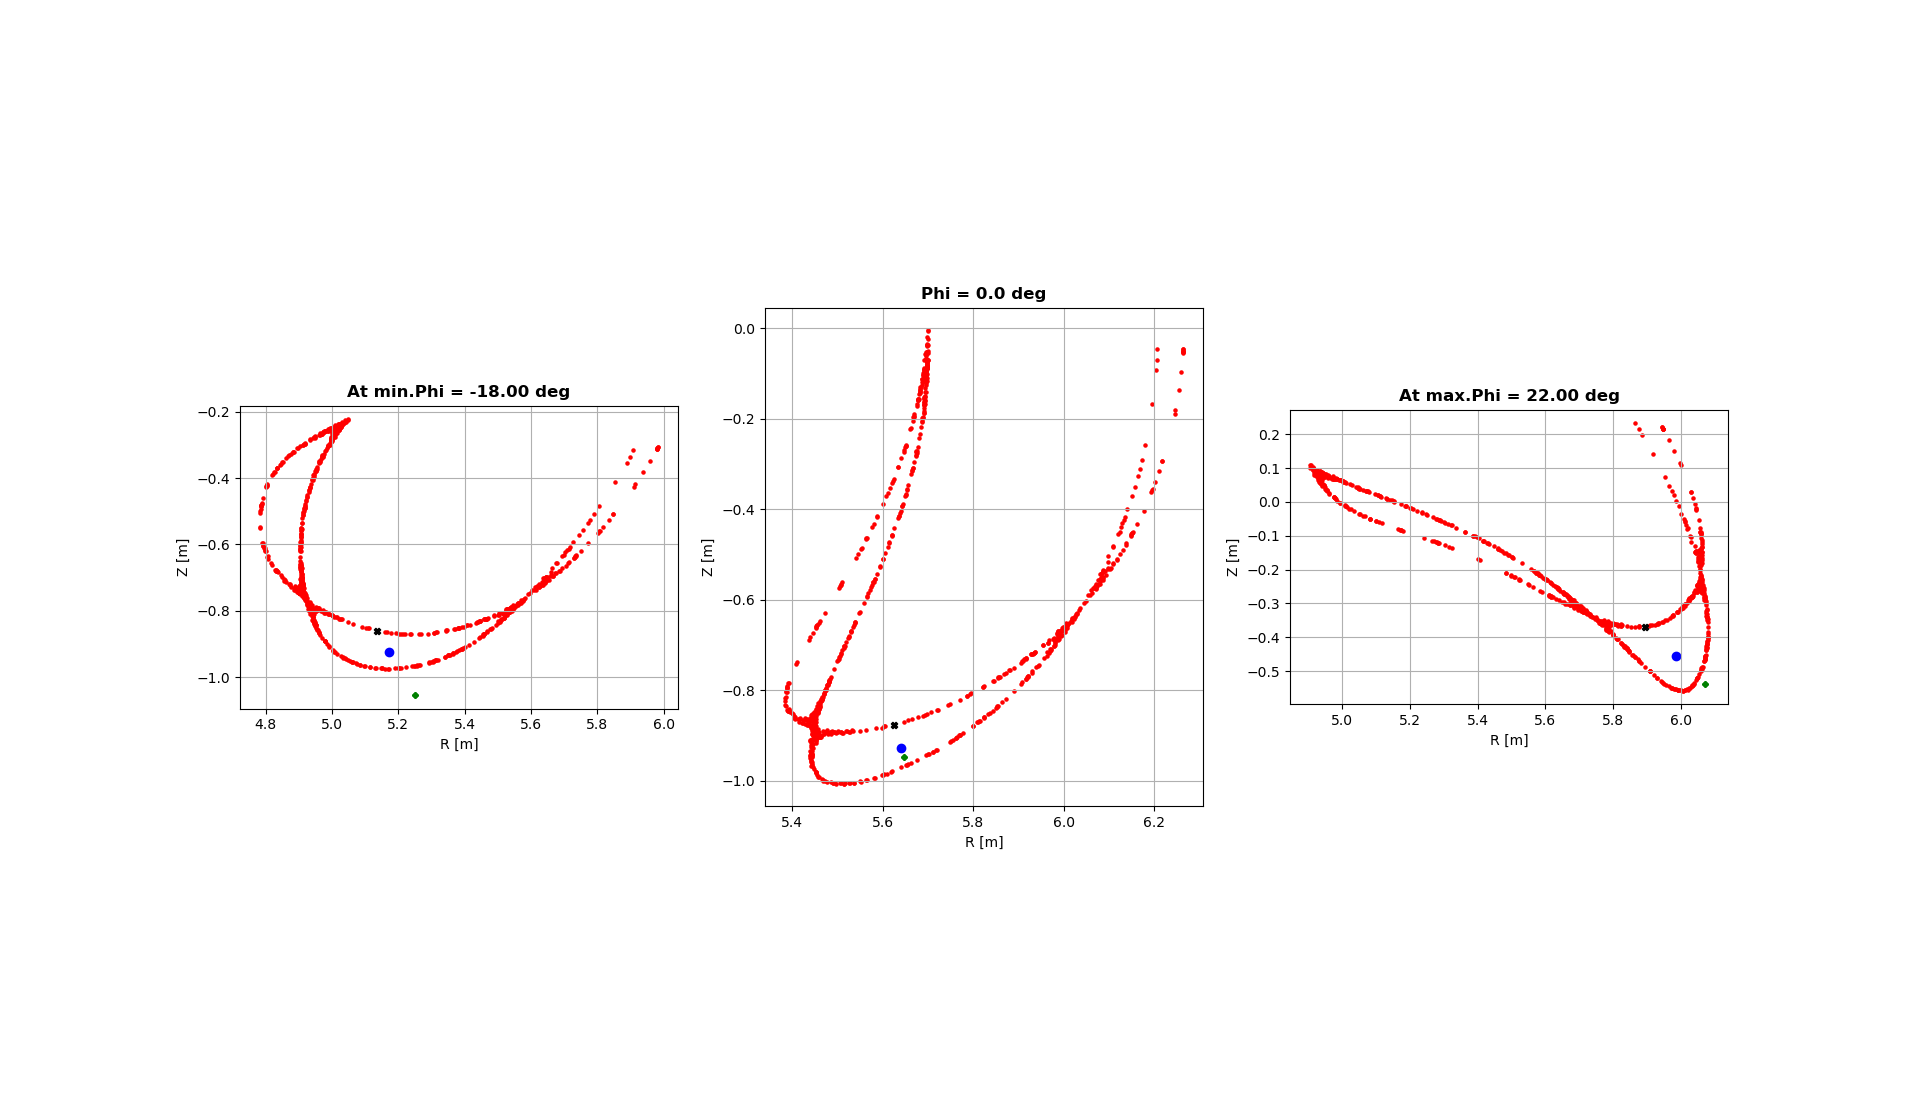 At min.Phi = -18.00 deg
−0.2
−0.4
−0.6
−0.8
−1.0
Z [m]
4.8 5.0 5.2 5.4 5.6 5.8 6.0
R [m]
Phi = 0.0 deg
0.0
−0.2
−0.4
−0.6
−0.8
−1.0
Z [m]
5.4 5.6 5.8 6.0 6.2
R [m]
At max.Phi = 22.00 deg
0.2
0.1
0.0
−0.1
−0.2
−0.3
−0.4
−0.5
Z [m]
5.0 5.2 5.4 5.6 5.8 6.0
R [m]